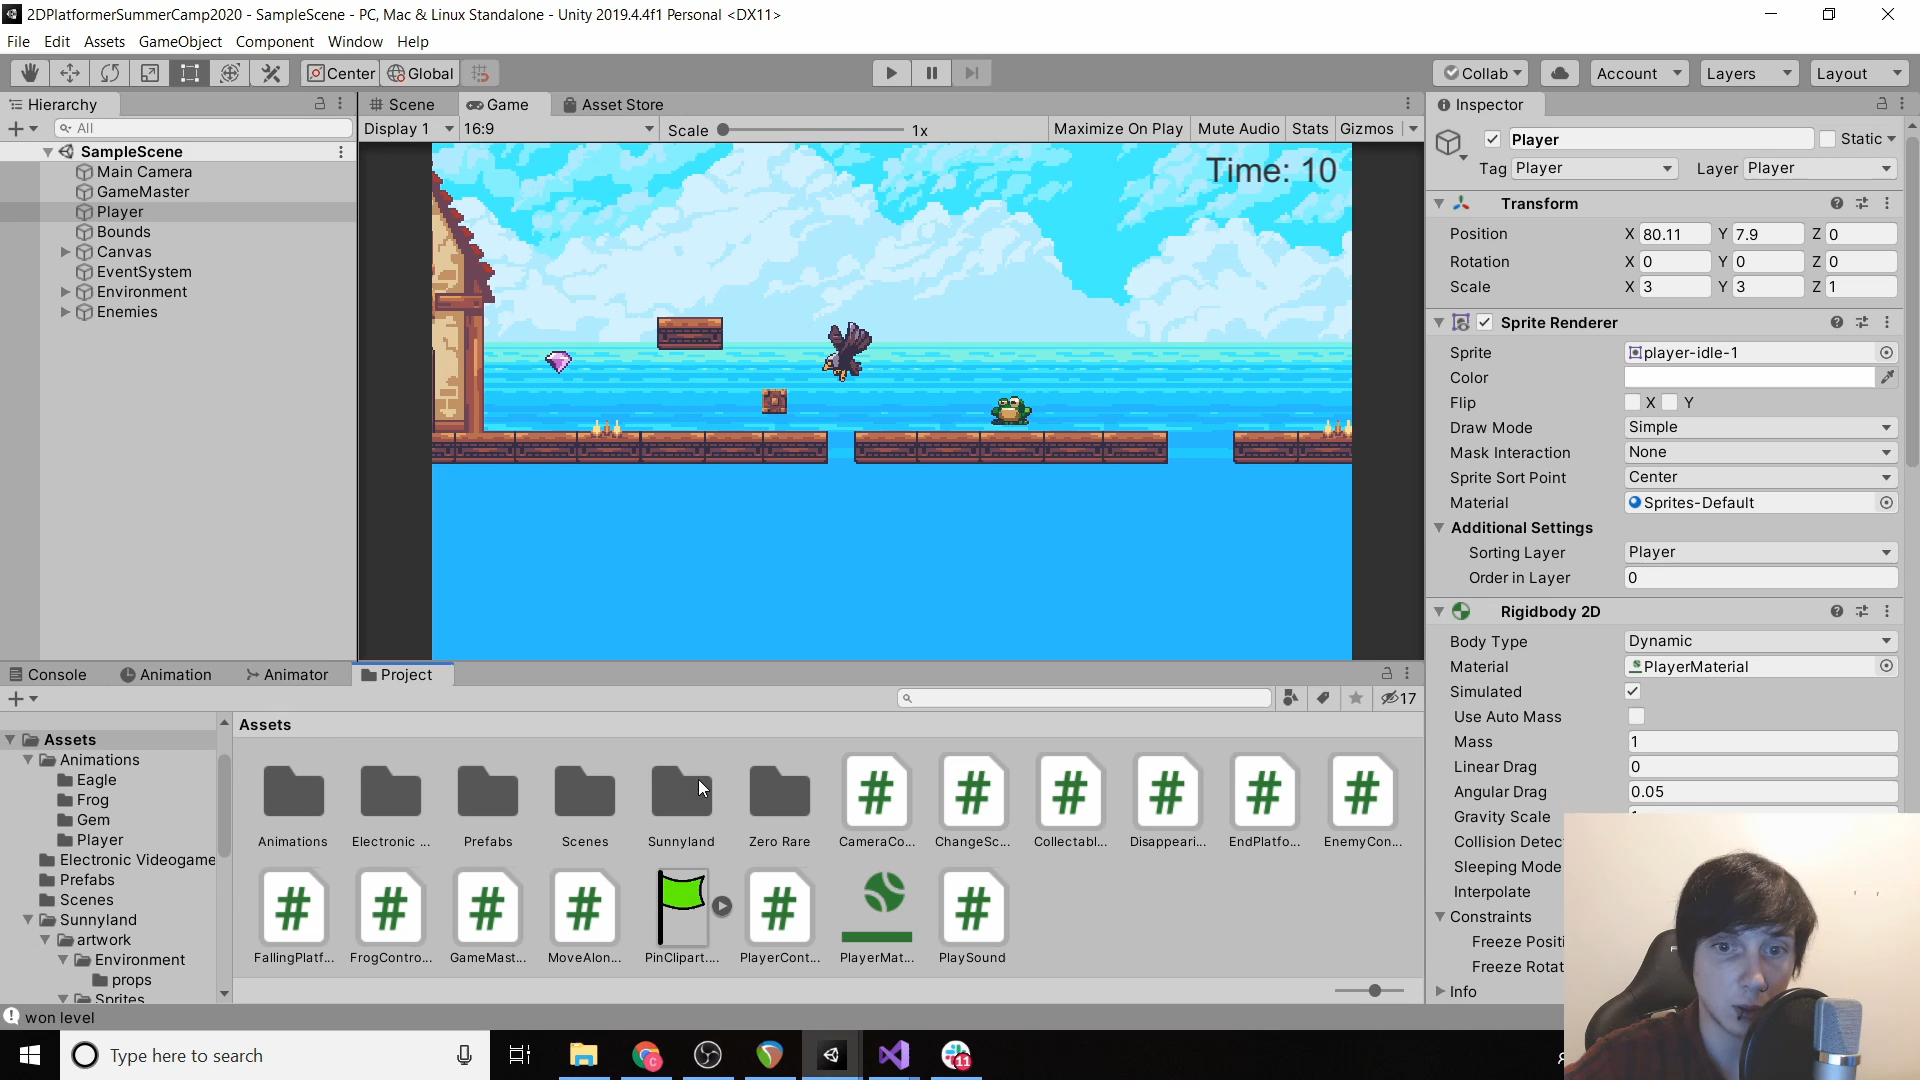 2DPlatformerSummerCamp2020 - SampleScene - PC, Mac & Linux Standalone - Unity 2019.4.4f1 Personal <DX11>
File Edit Assets GameObject Component Window Help
Center Global Collab Account Layers Layout
Hierarchy
All
SampleScene
Main Camera
GameMaster
Player
Bounds
Canvas
EventSystem
Environment
Enemies
Scene Game Asset Store
Display 1 16:9 Scale 1x Maximize On Play Mute Audio Stats Gizmos
Time: 10
Inspector
Player Static
Tag Player Layer Player
Transform
Position X 80.11 Y 7.9 Z 0
Rotation X 0 Y 0 Z 0
Scale X 3 Y 3 Z 1
Sprite Renderer
Sprite player-idle-1
Color
Flip X Y
Draw Mode Simple
Mask Interaction None
Sprite Sort Point Center
Material Sprites-Default
Additional Settings
Sorting Layer Player
Order in Layer 0
Rigidbody 2D
Body Type Dynamic
Material PlayerMaterial
Simulated
Use Auto Mass
Mass 1
Linear Drag 0
Angular Drag 0.05
Gravity Scale
Collision Detec
Sleeping Mode
Interpolate
Constraints
Freeze Positi
Freeze Rotat
Info
Console Animation Animator Project
17
Assets
Animations
Eagle
Frog
Gem
Player
Electronic Videogame
Prefabs
Scenes
Sunnyland
artwork
Environment
props
Sprites
Assets
Animations Electronic ... Prefabs Scenes Sunnyland Zero Rare CameraCo... ChangeSc... Collectabl... Disappeari... EndPlatfo... EnemyCon...
FallingPlatf... FrogContro... GameMast... MoveAlon... PinClipart.... PlayerCont... PlayerMat... PlaySound
won level
Type here to search
11